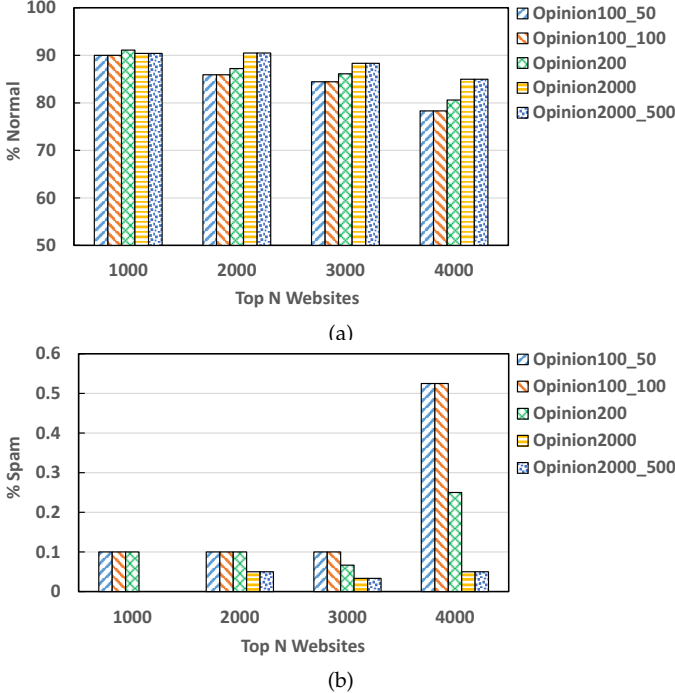 100
90
80
70
60
50
% Normal
1000 2000 3000 4000
Top N Websites
Opinion100_50
Opinion100_100
Opinion200
Opinion2000
Opinion2000_500
(a)
0.6
0.5
0.4
0.3
0.2
0.1
0
% Spam
1000 2000 3000 4000
Top N Websites
Opinion100_50
Opinion100_100
Opinion200
Opinion2000
Opinion2000_500
(b)